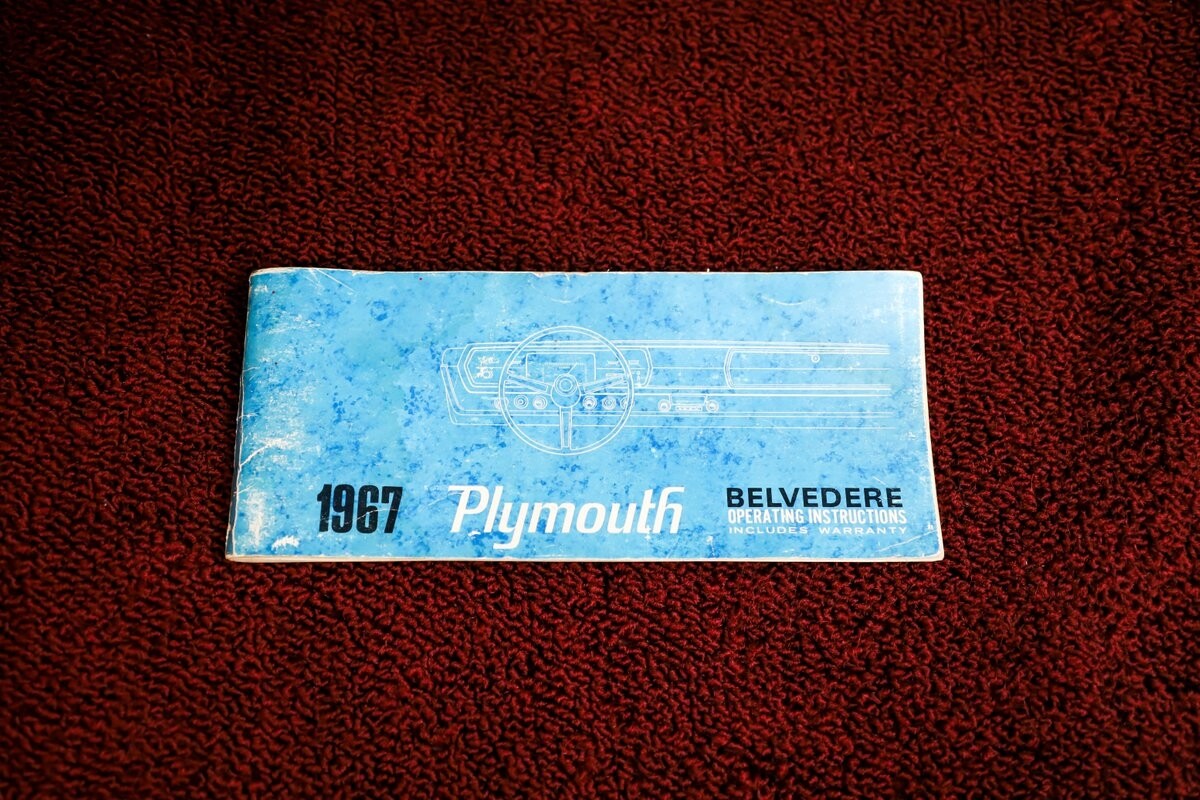 1967 Plymouth BELVEDERE
OPERATING INSTRUCTIONS
INCLUDES WARRANTY